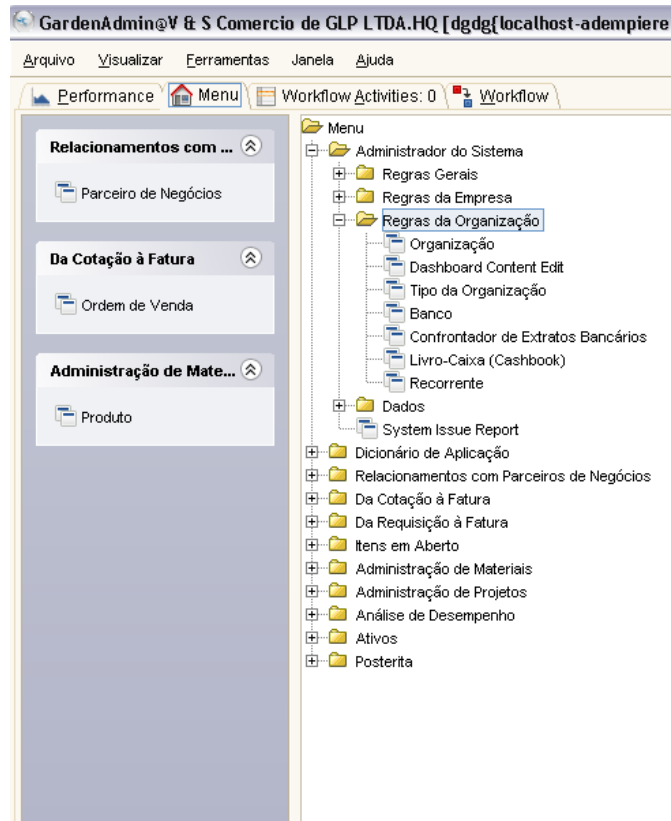 GardenAdmin@V & S Comercio de GLP LTDA.HQ [dgdg{localhost-adempiere
Arquivo Visualizar Ferramentas Janela Ajuda
Performance Menu Workflow Activities: 0 Workflow
Relacionamentos com ...
Parceiro de Negócios
Da Cotação à Fatura
Ordem de Venda
Administração de Mate...
Produto
Menu
Administrador do Sistema
Regras Gerais
Regras da Empresa
Regras da Organização
Organização
Dashboard Content Edit
Tipo da Organização
Banco
Confrontador de Extratos Bancários
Livro-Caixa (Cashbook)
Recorrente
Dados
System Issue Report
Dicionário de Aplicação
Relacionamentos com Parceiros de Negócios
Da Cotação à Fatura
Da Requisição à Fatura
Itens em Aberto
Administração de Materiais
Administração de Projetos
Análise de Desempenho
Ativos
Posterita